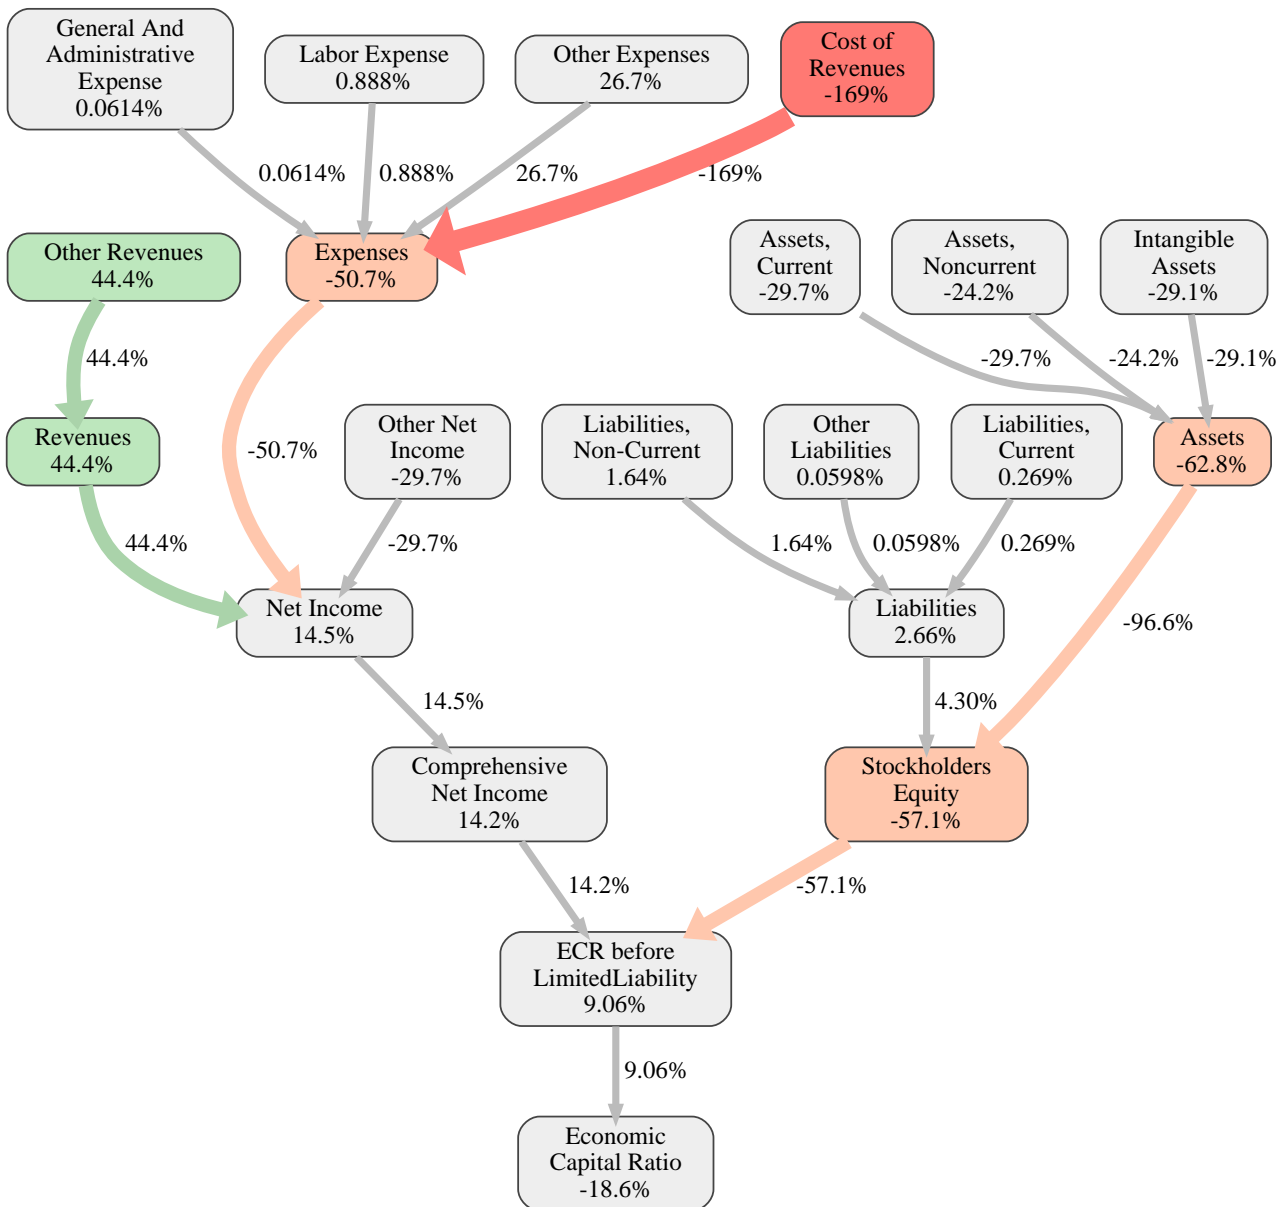 General And
Administrative
Expense
0.0614%
Labor Expense
0.888%
Other Expenses
26.7%
Cost of
Revenues
-169%
0.0614%
0.888%
26.7%
-169%
Other Revenues
44.4%
Expenses
-50.7%
Assets,
Current
-29.7%
Assets,
Noncurrent
-24.2%
Intangible
Assets
-29.1%
44.4%
-29.7%
-24.2%
-29.1%
Revenues
44.4%
-50.7%
Other Net
Income
-29.7%
Liabilities,
Non-Current
1.64%
Other
Liabilities
0.0598%
Liabilities,
Current
0.269%
Assets
-62.8%
44.4%
-29.7%
1.64%
0.0598%
0.269%
-96.6%
Net Income
14.5%
Liabilities
2.66%
14.5%
4.30%
Comprehensive
Net Income
14.2%
Stockholders
Equity
-57.1%
14.2%
-57.1%
ECR before
LimitedLiability
9.06%
9.06%
Economic
Capital Ratio
-18.6%